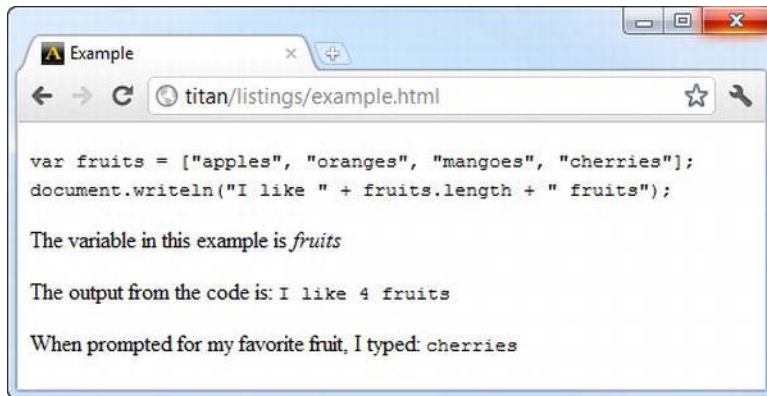 Example
titan/listings/example.html
var fruits = ["apples", "oranges", "mangoes", "cherries"];
document.writeln("I like " + fruits.length + " fruits");
The variable in this example is fruits
The output from the code is: I like 4 fruits
When prompted for my favorite fruit, I typed: cherries